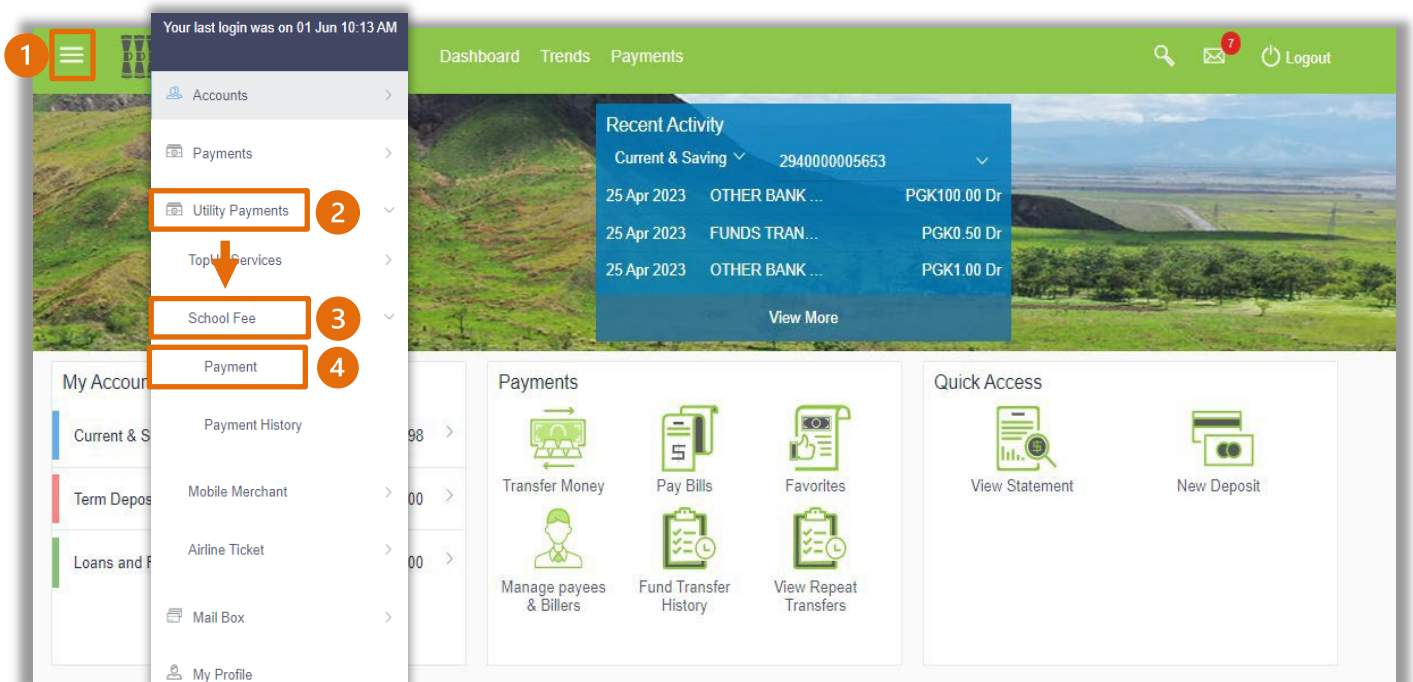 Your last login was on 01 Jun 10:13 AM
1
Dashboard Trends Payments
7
Logout
Accounts
Payments
Utility Payments
2
Services
School Fee
3
Payment
4
Payment History
Mobile Merchant
Airline Ticket
Mail Box
My Profile
Recent Activity
Current & Saving 2940000005653
25 Apr 2023 OTHER BANK ... PGK100.00 Dr
25 Apr 2023 FUNDS TRAN... PGK0.50 Dr
25 Apr 2023 OTHER BANK ... PGK1.00 Dr
View More
My Accoun
Current & S 98
Term Depos 00
Loans and 00
Payments
Transfer Money
Pay Bills
Favorites
Manage payees
& Billers
Fund Transfer
History
View Repeat
Transfers
Quick Access
View Statement
New Deposit